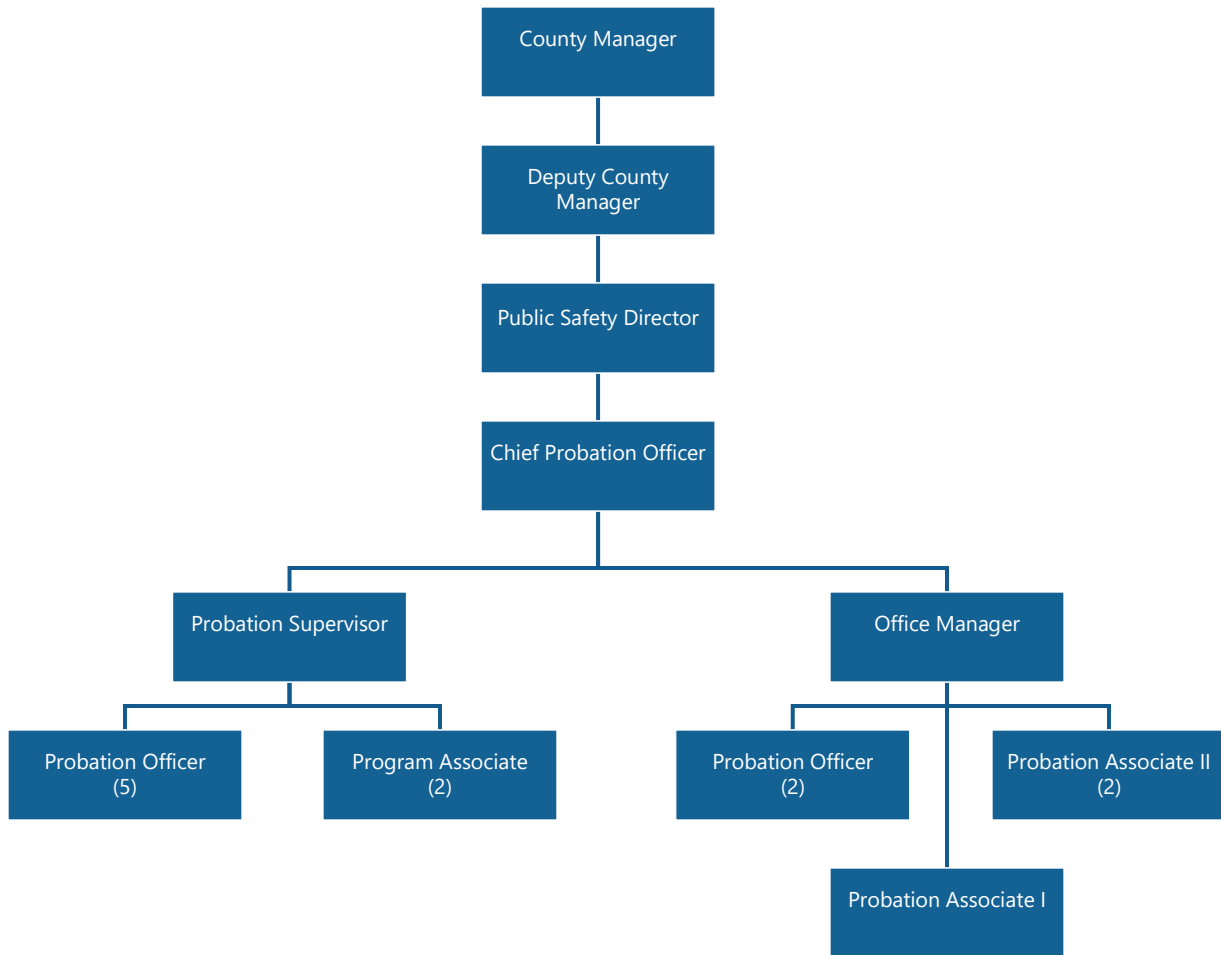 County Manager
Deputy County
Manager
Public Safety Director
Chief Probation Officer
Probation Supervisor
Office Manager
Probation Officer
(5)
Program Associate
(2)
Probation Officer
(2)
Probation Associate II
(2)
Probation Associate I